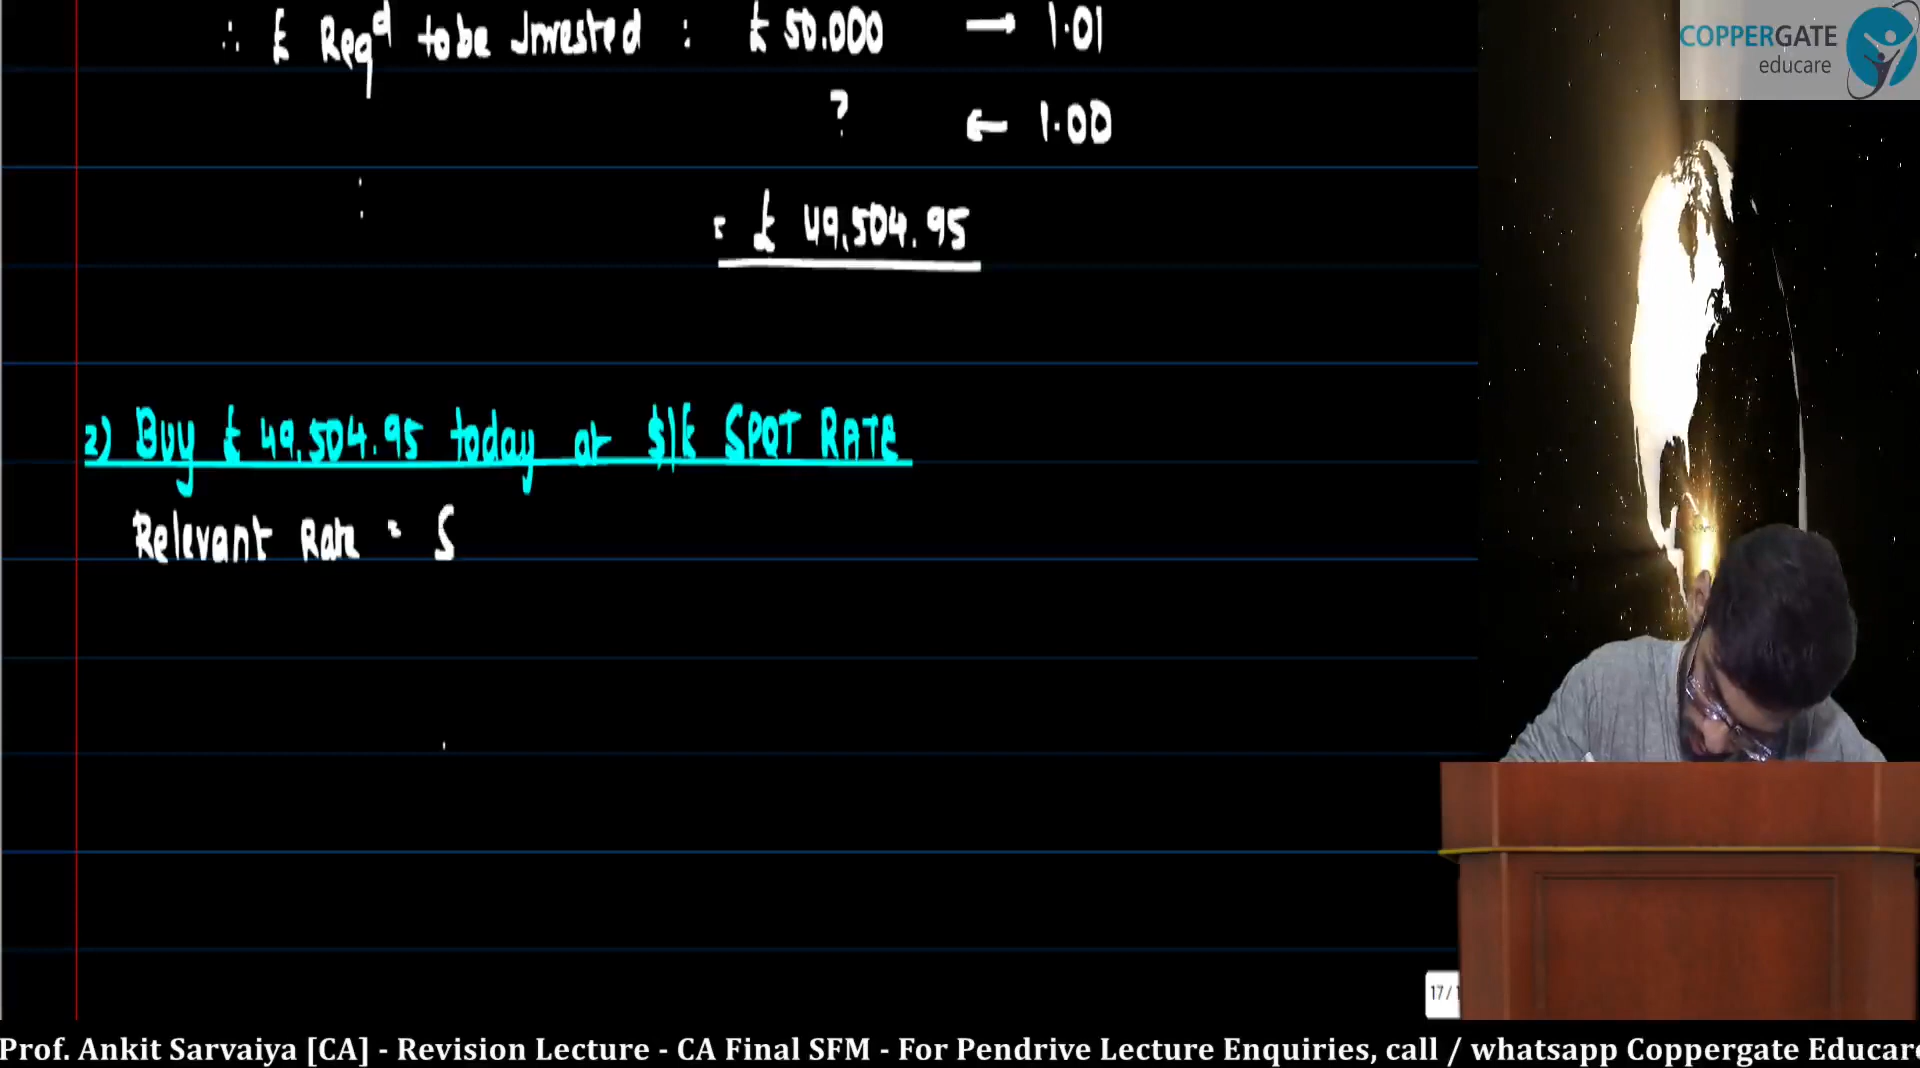 ∴ £ Reqd to be Invested : £ 50.000 → 1.01
? ← 1.00
= £ 49,504.95
2) Buy £ 49,504.95 today at $/£ SPOT RATE
Relevant Rate = S
COPPERGATE
educare
17/1
Prof. Ankit Sarvaiya [CA] - Revision Lecture - CA Final SFM - For Pendrive Lecture Enquiries, call / whatsapp Coppergate Educare